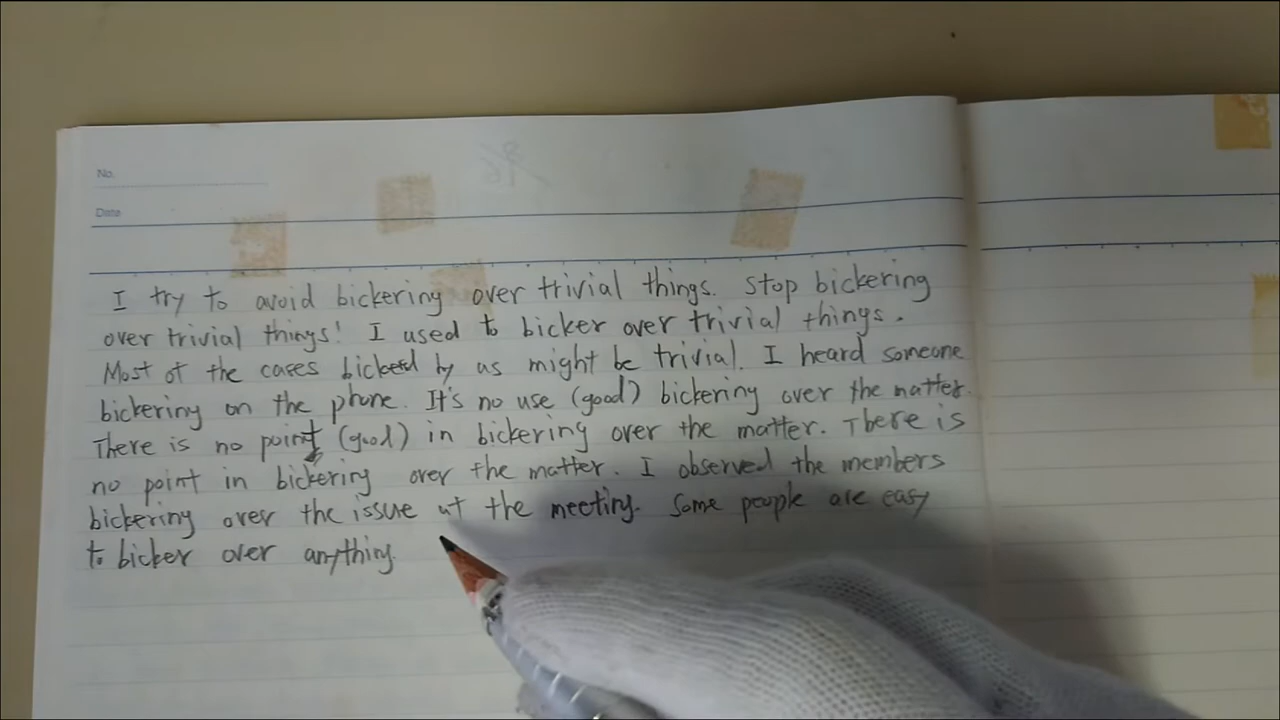 No.
Date
I try to avoid bickering over trivial things. Stop bickering
over trivial things! I used to bicker over trivial things.
Most of the cases bickered by us might be trivial. I heard someone
bickering on the phone. It's no use (good) bickering over the matter.
There is no point (good) in bickering over the matter. There is
no point in bickering over the matter. I observed the members
bickering over the issue at the meeting. Some people are easy
to bicker over anything.